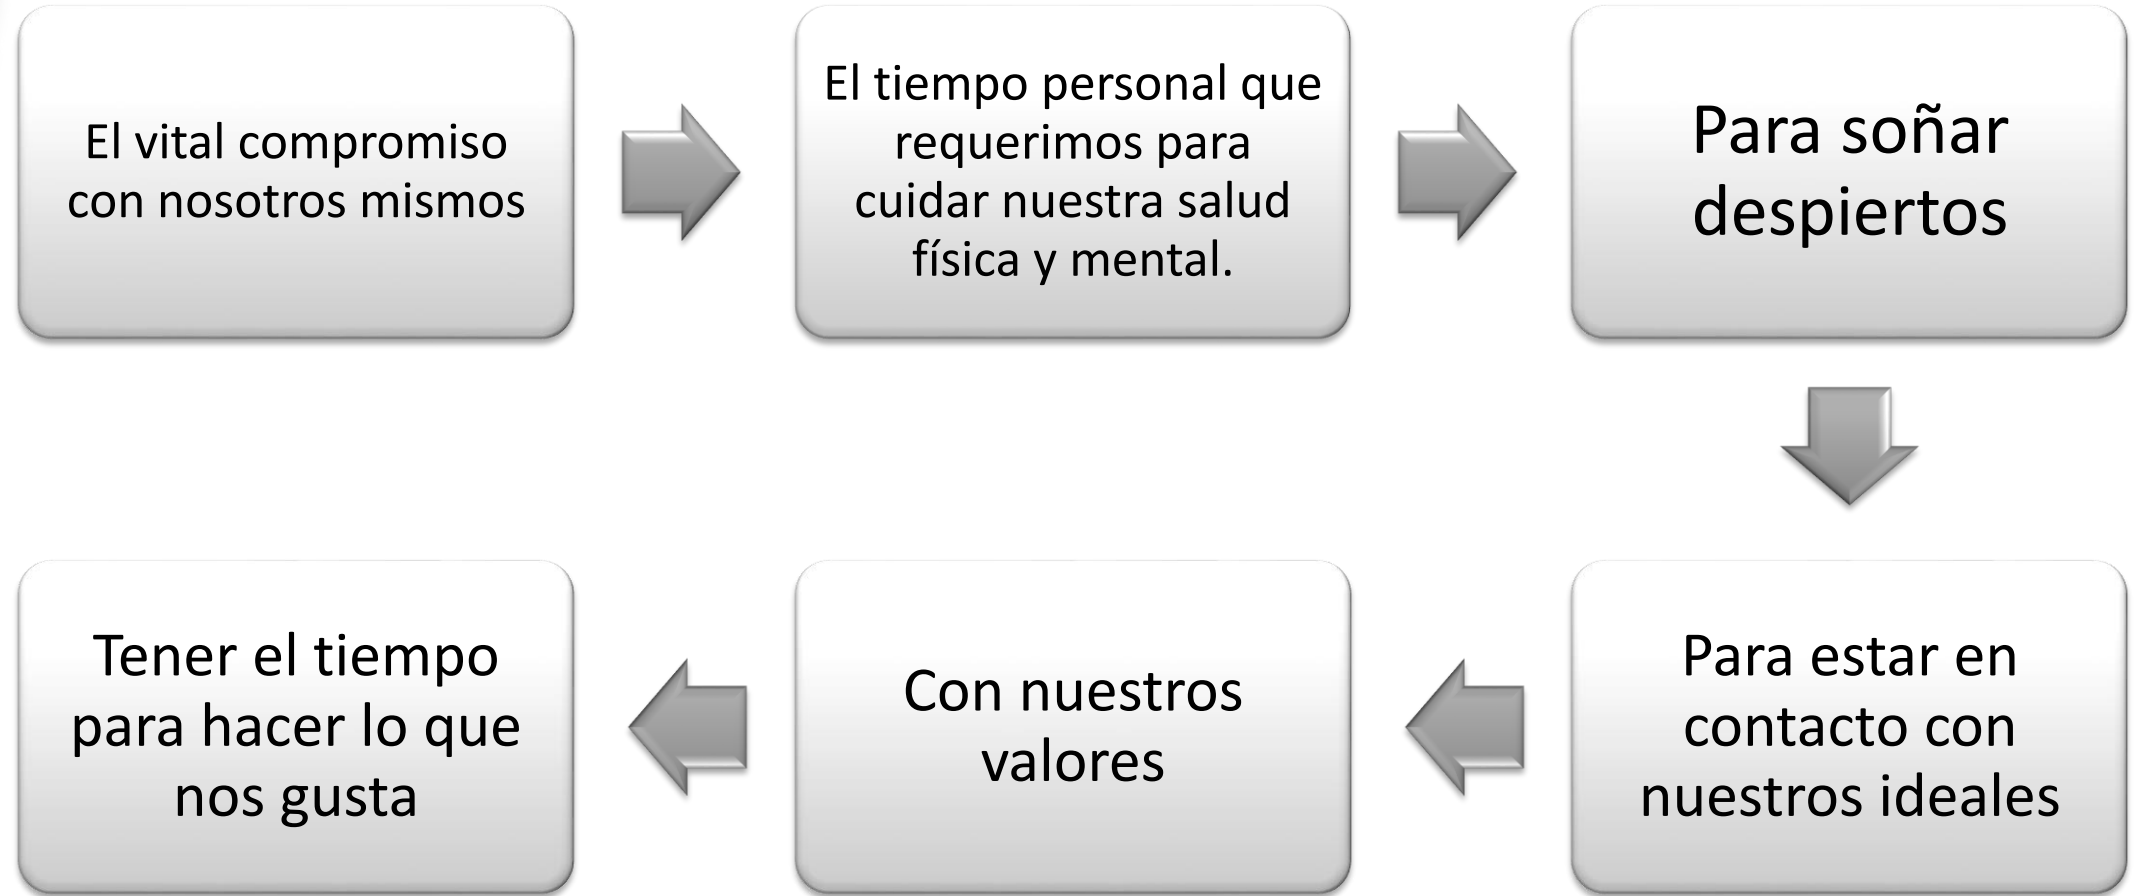 El vital compromiso
con nosotros mismos
El tiempo personal que
requerimos para
cuidar nuestra salud
física y mental.
Para soñar
despiertos
Para estar en
contacto con
nuestros ideales
Con nuestros
valores
Tener el tiempo
para hacer lo que
nos gusta